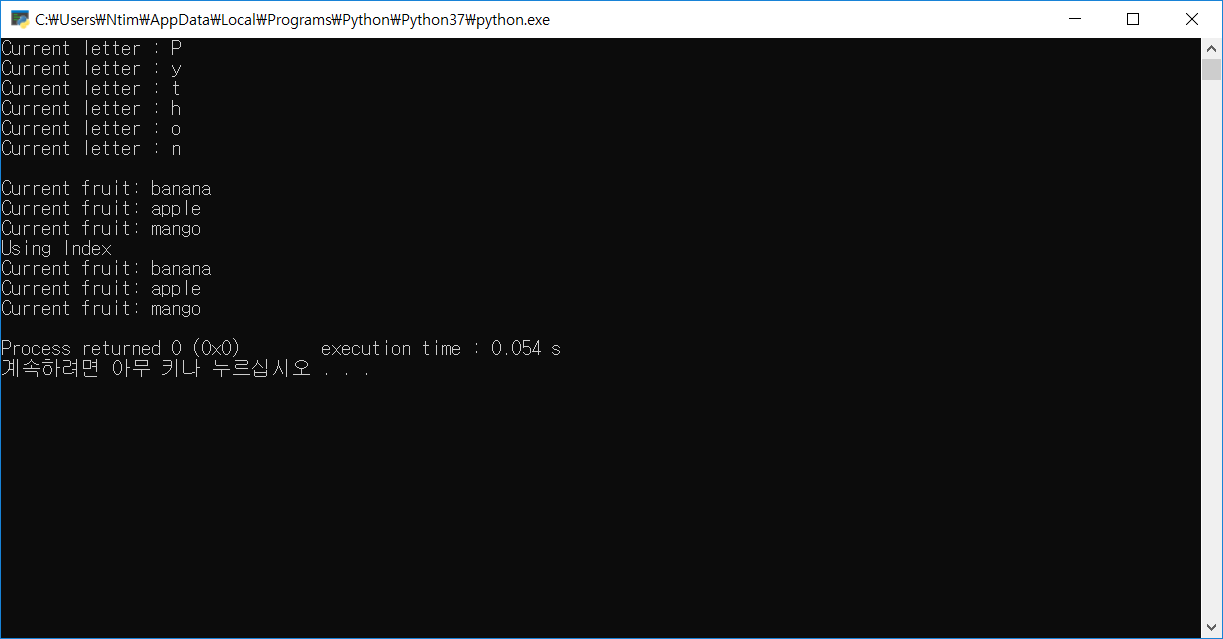 C:₩Users₩Ntim₩AppData₩Local₩Programs₩Python₩Python37₩python.exe
Current letter : P
Current letter : y
Current letter : t
Current letter : h
Current letter : o
Current letter : n
Current fruit: banana
Current fruit: apple
Current fruit: mango
Using Index
Current fruit: banana
Current fruit: apple
Current fruit: mango
Process returned 0 (0x0)        execution time : 0.054 s
계속하려면 아무 키나 누르십시오 . . .